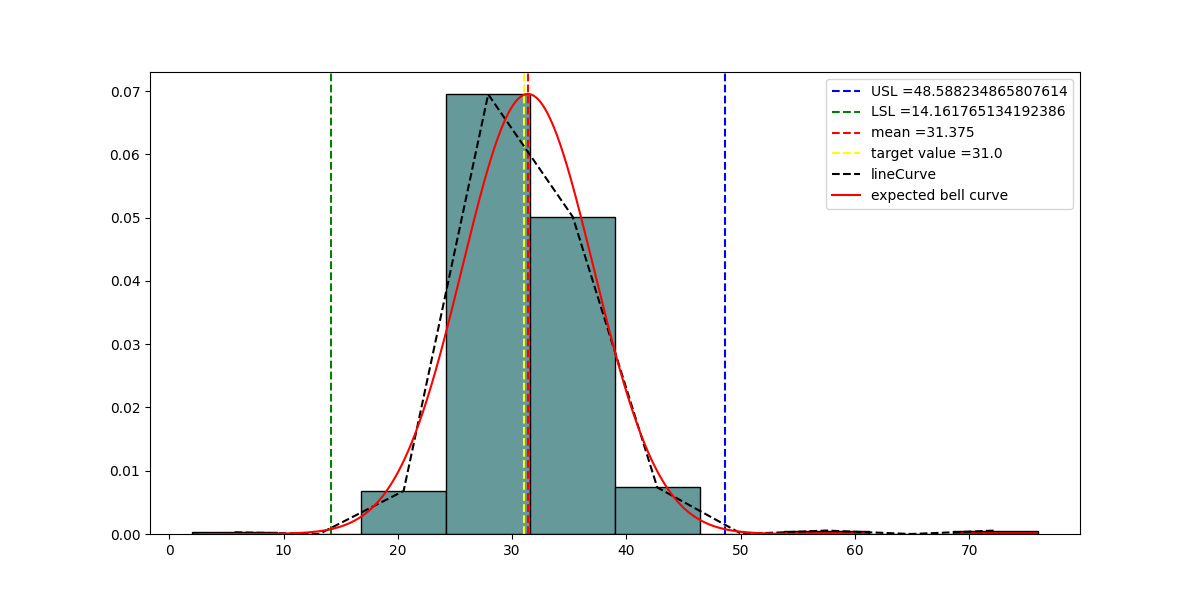 USL =48.588234865807614
LSL =14.161765134192386
mean =31.375
target value =31.0
lineCurve
expected bell curve
0.07
0.06
0.05
0.04
0.03
0.02
0.01
0.00
0 10 20 30 40 50 60 70